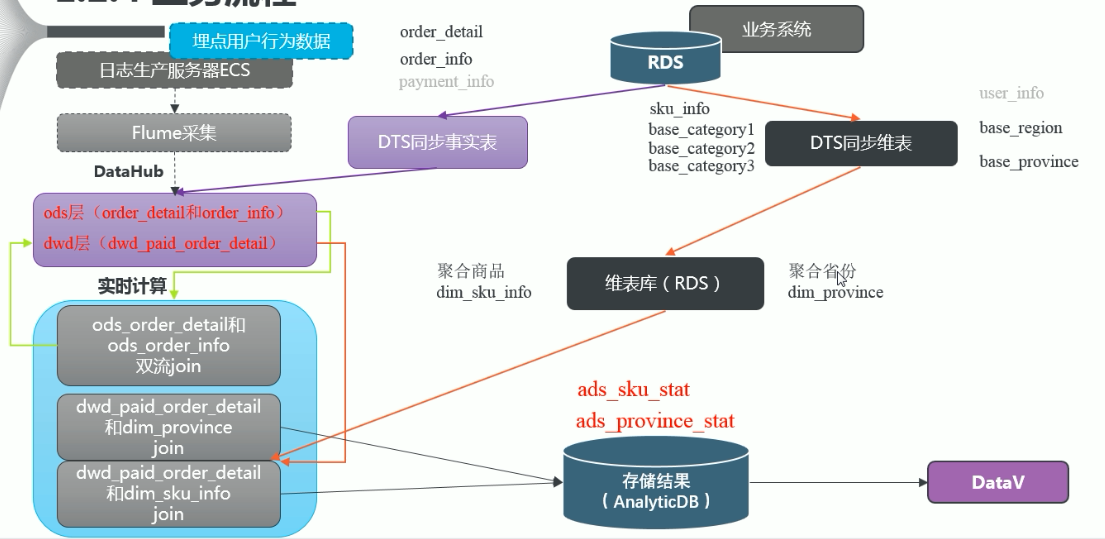 业务系统
埋点用户行为数据
日志生产服务器ECS
Flume采集
DataHub
order_detail
order_info
payment_info
RDS
DTS同步事实表
sku_info
base_category1
base_category2
base_category3
DTS同步维表
user_info
base_region
base_province
ods层（order_detail和order_info）
dwd层（dwd_paid_order_detail）
实时计算
ods_order_detail和
ods_order_info
双流join
dwd_paid_order_detail
和dim_province
join
dwd_paid_order_detail
和dim_sku_info
join
聚合商品
dim_sku_info
维表库（RDS）
聚合省份
dim_province
ads_sku_stat
ads_province_stat
存储结果
（AnalyticDB）
DataV